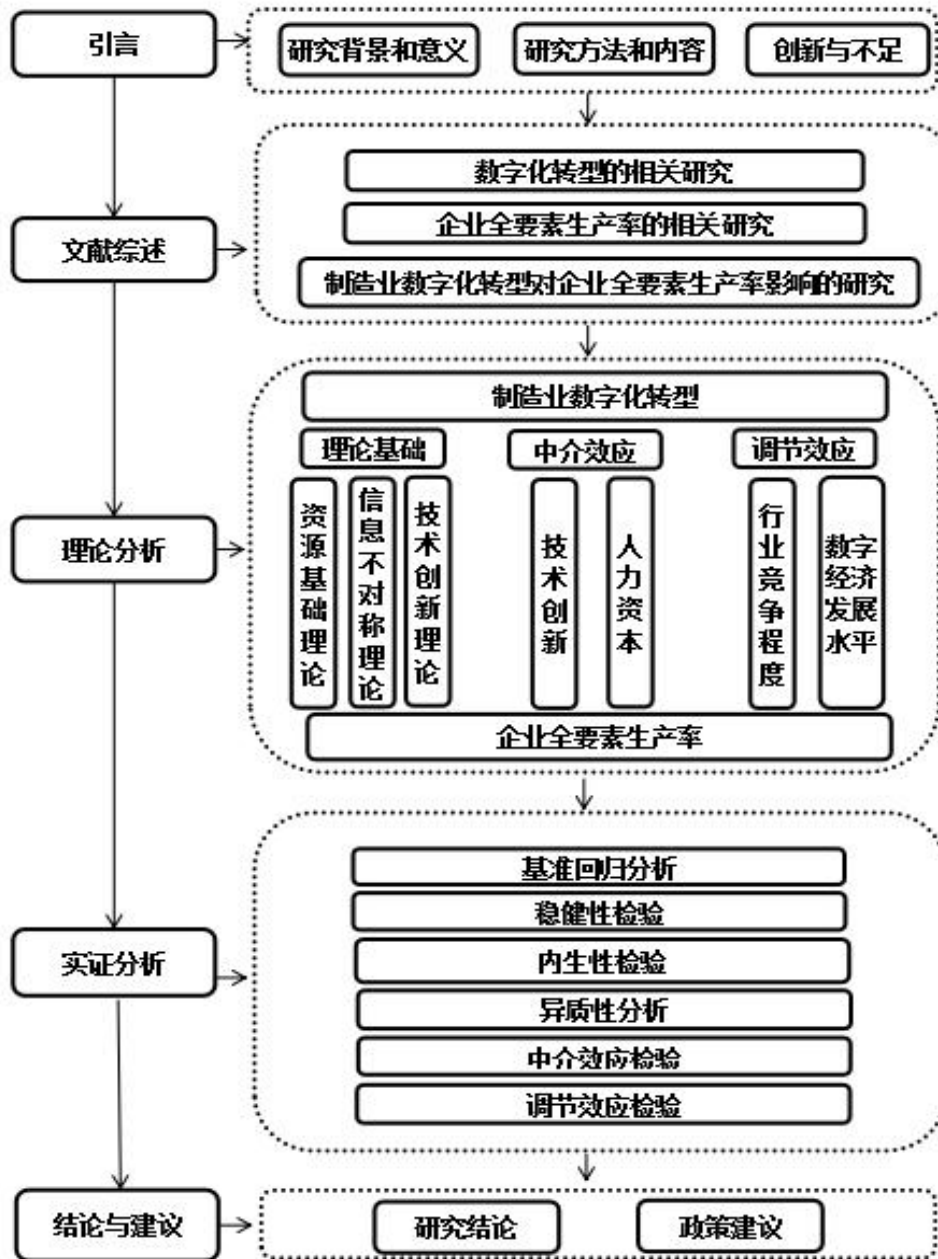 引言
研究背景和意义
研究方法和内容
创新与不足
文献综述
数字化转型的相关研究
企业全要素生产率的相关研究
制造业数字化转型对企业全要素生产率影响的研究
理论分析
制造业数字化转型
理论基础
中介效应
调节效应
资源基础理论
信息不对称理论
技术创新理论
技术创新
人力资本
行业竞争程度
数字
经济
发展
水平
企业全要素生产率
实证分析
基准回归分析
稳健性检验
内生性检验
异质性分析
中介效应检验
调节效应检验
结论与建议
研究结论
政策建议